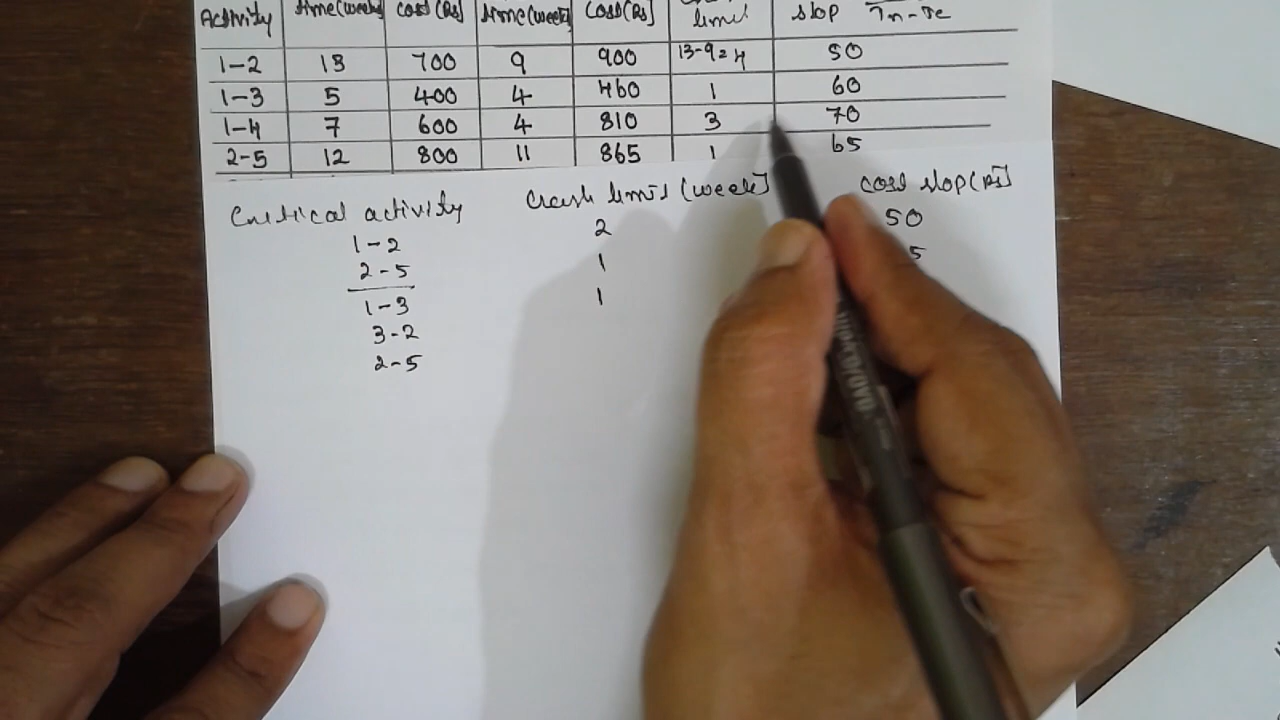 Activity time(week) cost(Rs) time(week) cost(Rs) limit slop Tn-Tc
1-2 13 700 9 900 13-9=4 50
1-3 5 400 4 460 1 60
1-4 7 600 4 810 3 70
2-5 12 800 11 865 1 65
Critical activity crash limit (week) cost slop(Rs)
1-2 2 50
2-5 1 5
1-3 1
3-2
2-5